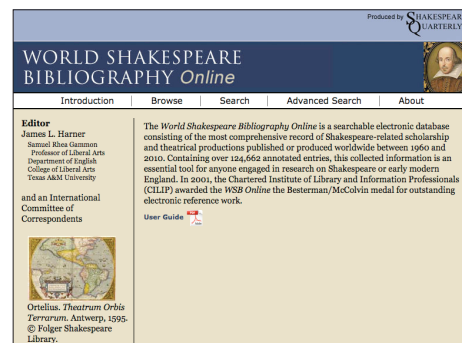 Produced by SHAKESPEARE
QUARTERLY
WORLD SHAKESPEARE
BIBLIOGRAPHY Online
Introduction | Browse | Search | Advanced Search | About
Editor
James L. Harner
Samuel Rhea Gammon
Professor of Liberal Arts
Department of English
College of Liberal Arts
Texas A&M University
and an International
Committee of
Correspondents
Ortelius. Theatrum Orbis
Terrarum. Antwerp, 1595.
© Folger Shakespeare
Library.
The World Shakespeare Bibliography Online is a searchable electronic database
consisting of the most comprehensive record of Shakespeare-related scholarship
and theatrical productions published or produced worldwide between 1960 and
2010. Containing over 124,662 annotated entries, this collected information is an
essential tool for anyone engaged in research on Shakespeare or early modern
England. In 2001, the Chartered Institute of Library and Information Professionals
(CILIP) awarded the WSB Online the Besterman/McColvin medal for outstanding
electronic reference work.
User Guide